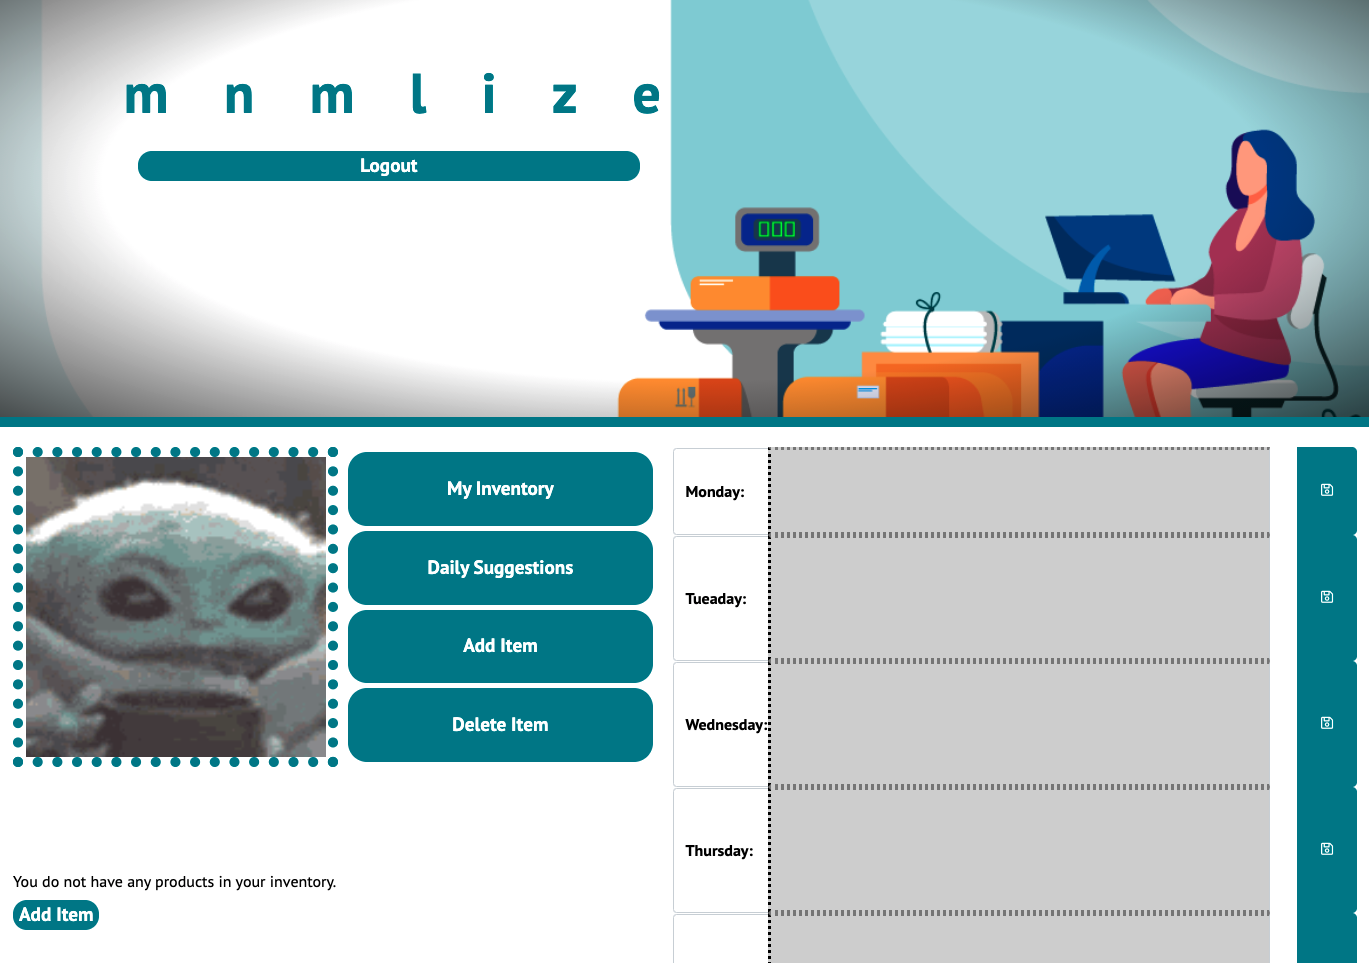 m n m l i z e
Logout
My Inventory
Daily Suggestions
Add Item
Delete Item
You do not have any products in your inventory.
Add Item
Monday:
Tueaday:
Wednesday:
Thursday: